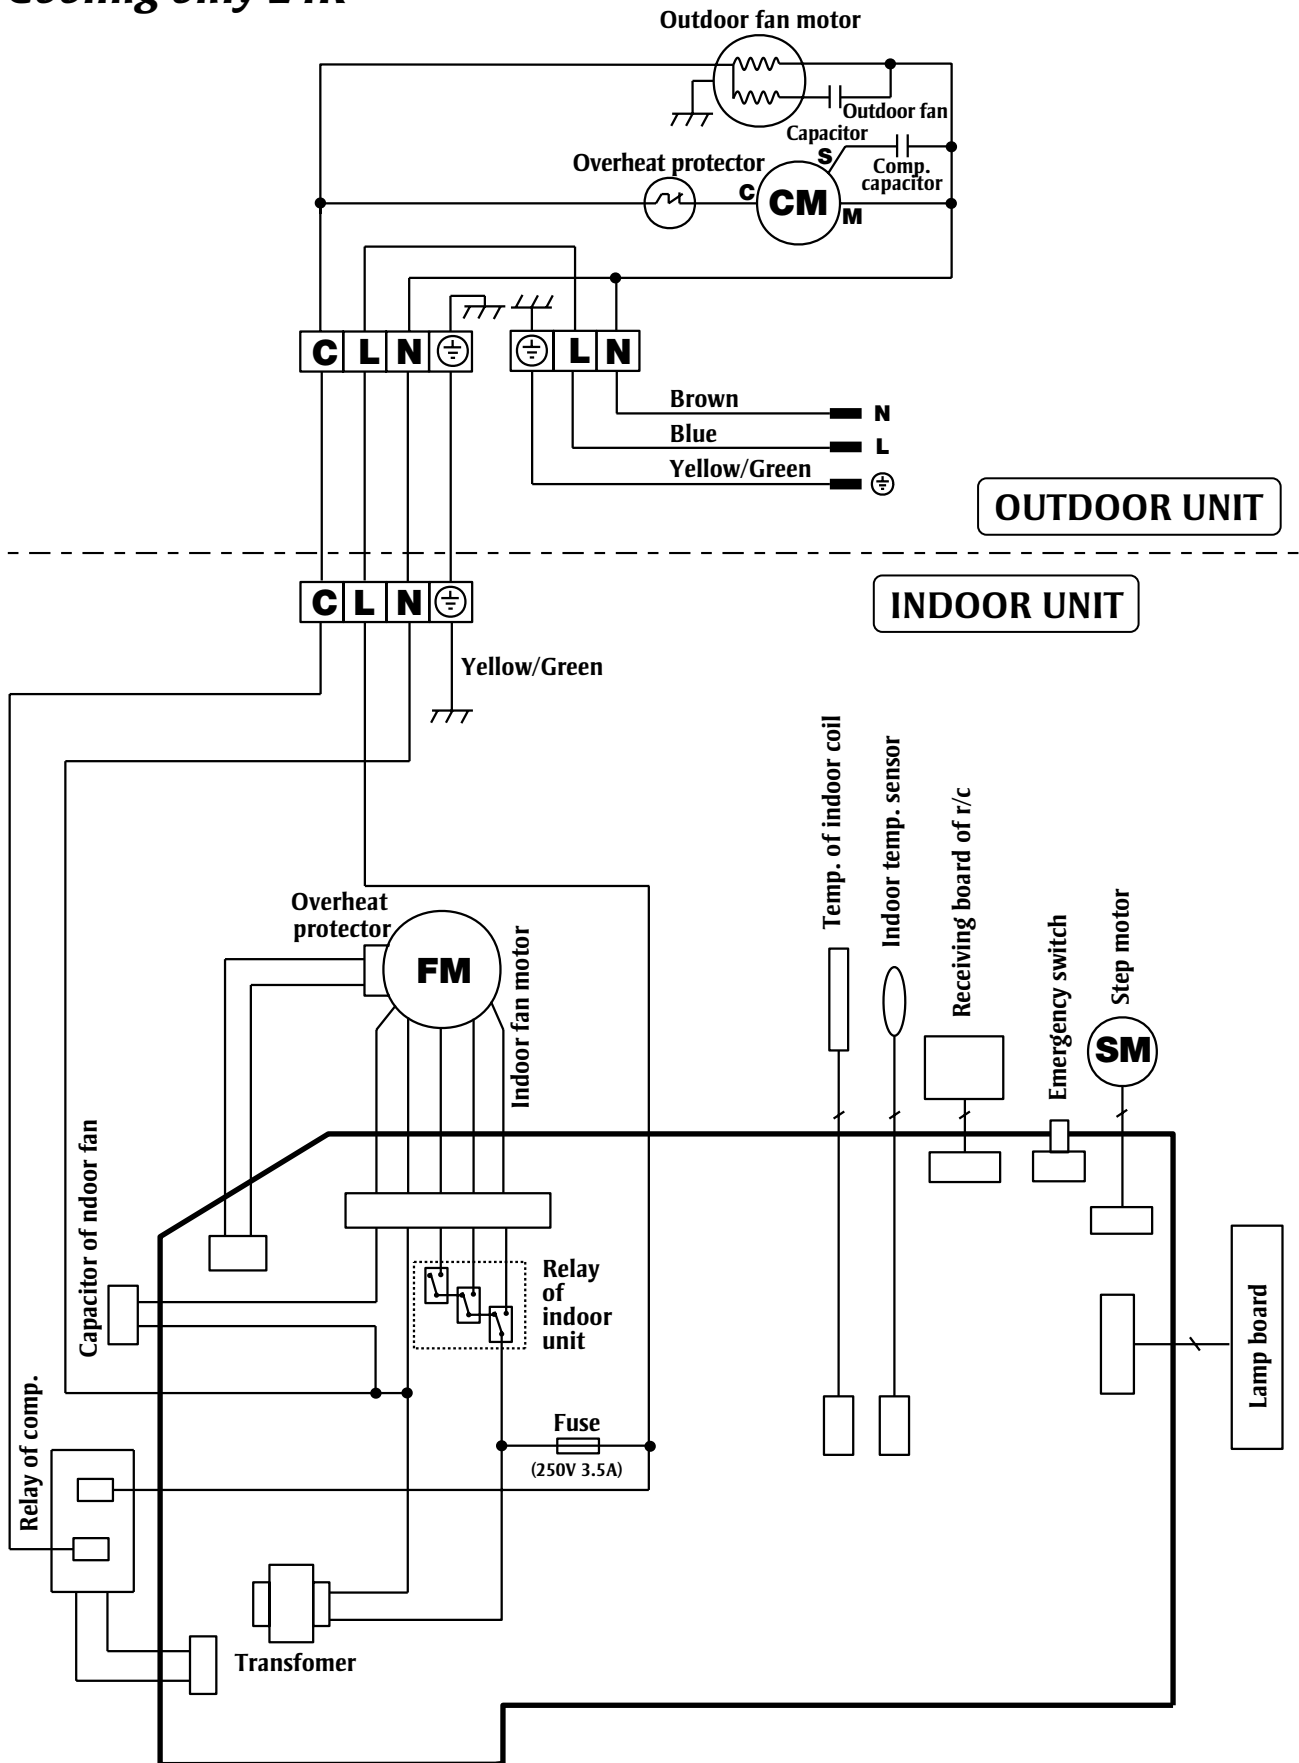 Cooling only 24K
Outdoor fan motor
Outdoor fan
Capacitor
S
Comp.
capacitor
Overheat protector
C
CM
M
C L N
L N
Brown
N
Blue
L
Yellow/Green
OUTDOOR UNIT
INDOOR UNIT
C L N
Yellow/Green
Overheat
protector
FM
Indoor fan motor
Temp. of indoor coil
Indoor temp. sensor
Receiving board of r/c
Emergency switch
Step motor
SM
Capacitor of ndoor fan
Relay
of
indoor
unit
Lamp board
Relay of comp.
Fuse
(250V 3.5A)
Transfomer